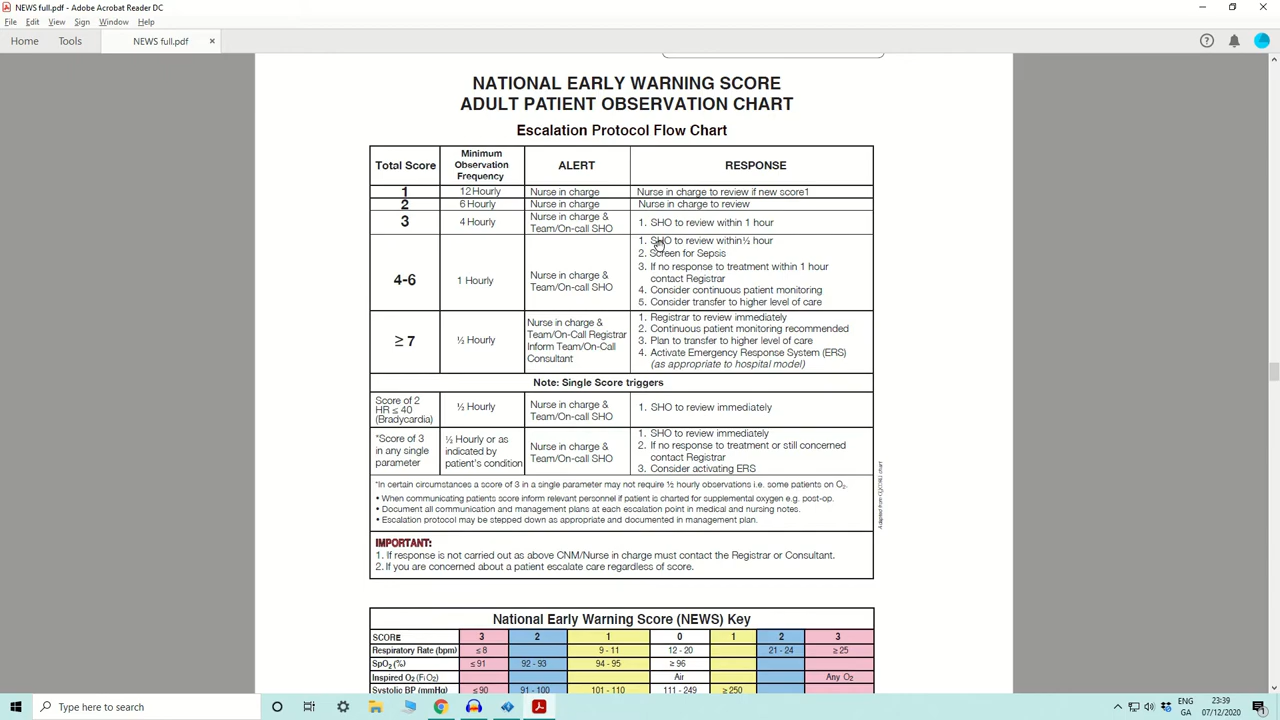 NEWS full.pdf - Adobe Acrobat Reader DC
File Edit View Sign Window Help
Home Tools NEWS full.pdf ×
NATIONAL EARLY WARNING SCORE
ADULT PATIENT OBSERVATION CHART
Escalation Protocol Flow Chart
Total Score
Minimum
Observation
Frequency
ALERT
RESPONSE
1
12 Hourly
Nurse in charge
Nurse in charge to review if new score1
2
6 Hourly
Nurse in charge
Nurse in charge to review
3
4 Hourly
Nurse in charge &
Team/On-call SHO
1. SHO to review within 1 hour
4-6
1 Hourly
Nurse in charge &
Team/On-call SHO
1. SHO to review within½ hour
2. Screen for Sepsis
3. If no response to treatment within 1 hour
contact Registrar
4. Consider continuous patient monitoring
5. Consider transfer to higher level of care
≥ 7
½ Hourly
Nurse in charge &
Team/On-Call Registrar
Inform Team/On-Call
Consultant
1. Registrar to review immediately
2. Continuous patient monitoring recommended
3. Plan to transfer to higher level of care
4. Activate Emergency Response System (ERS)
(as appropriate to hospital model)
Note: Single Score triggers
Score of 2
HR ≤ 40
(Bradycardia)
½ Hourly
Nurse in charge &
Team/On-call SHO
1. SHO to review immediately
*Score of 3
in any single
parameter
½ Hourly or as
indicated by
patient's condition
Nurse in charge &
Team/On-call SHO
1. SHO to review immediately
2. If no response to treatment or still concerned
contact Registrar
3. Consider activating ERS
*In certain circumstances a score of 3 in a single parameter may not require ½ hourly observations i.e. some patients on O₂.
• When communicating patients score inform relevant personnel if patient is charted for supplemental oxygen e.g. post-op.
• Document all communication and management plans at each escalation point in medical and nursing notes.
• Escalation protocol may be stepped down as appropriate and documented in management plan.
IMPORTANT:
1. If response is not carried out as above CNM/Nurse in charge must contact the Registrar or Consultant.
2. If you are concerned about a patient escalate care regardless of score.
National Early Warning Score (NEWS) Key
SCORE 3 2 1 0 1 2 3
Respiratory Rate (bpm) ≤ 8 9 - 11 12 - 20 21 - 24 ≥ 25
SpO₂ (%) ≤ 91 92 - 93 94 - 95 ≥ 96
Inspired O₂ (FiO₂) Air Any O₂
Systolic BP (mmHg) ≤ 90 91 - 100 101 - 110 111 - 249 ≥ 250
Type here to search
ENG
GA
23:39
07/12/2020